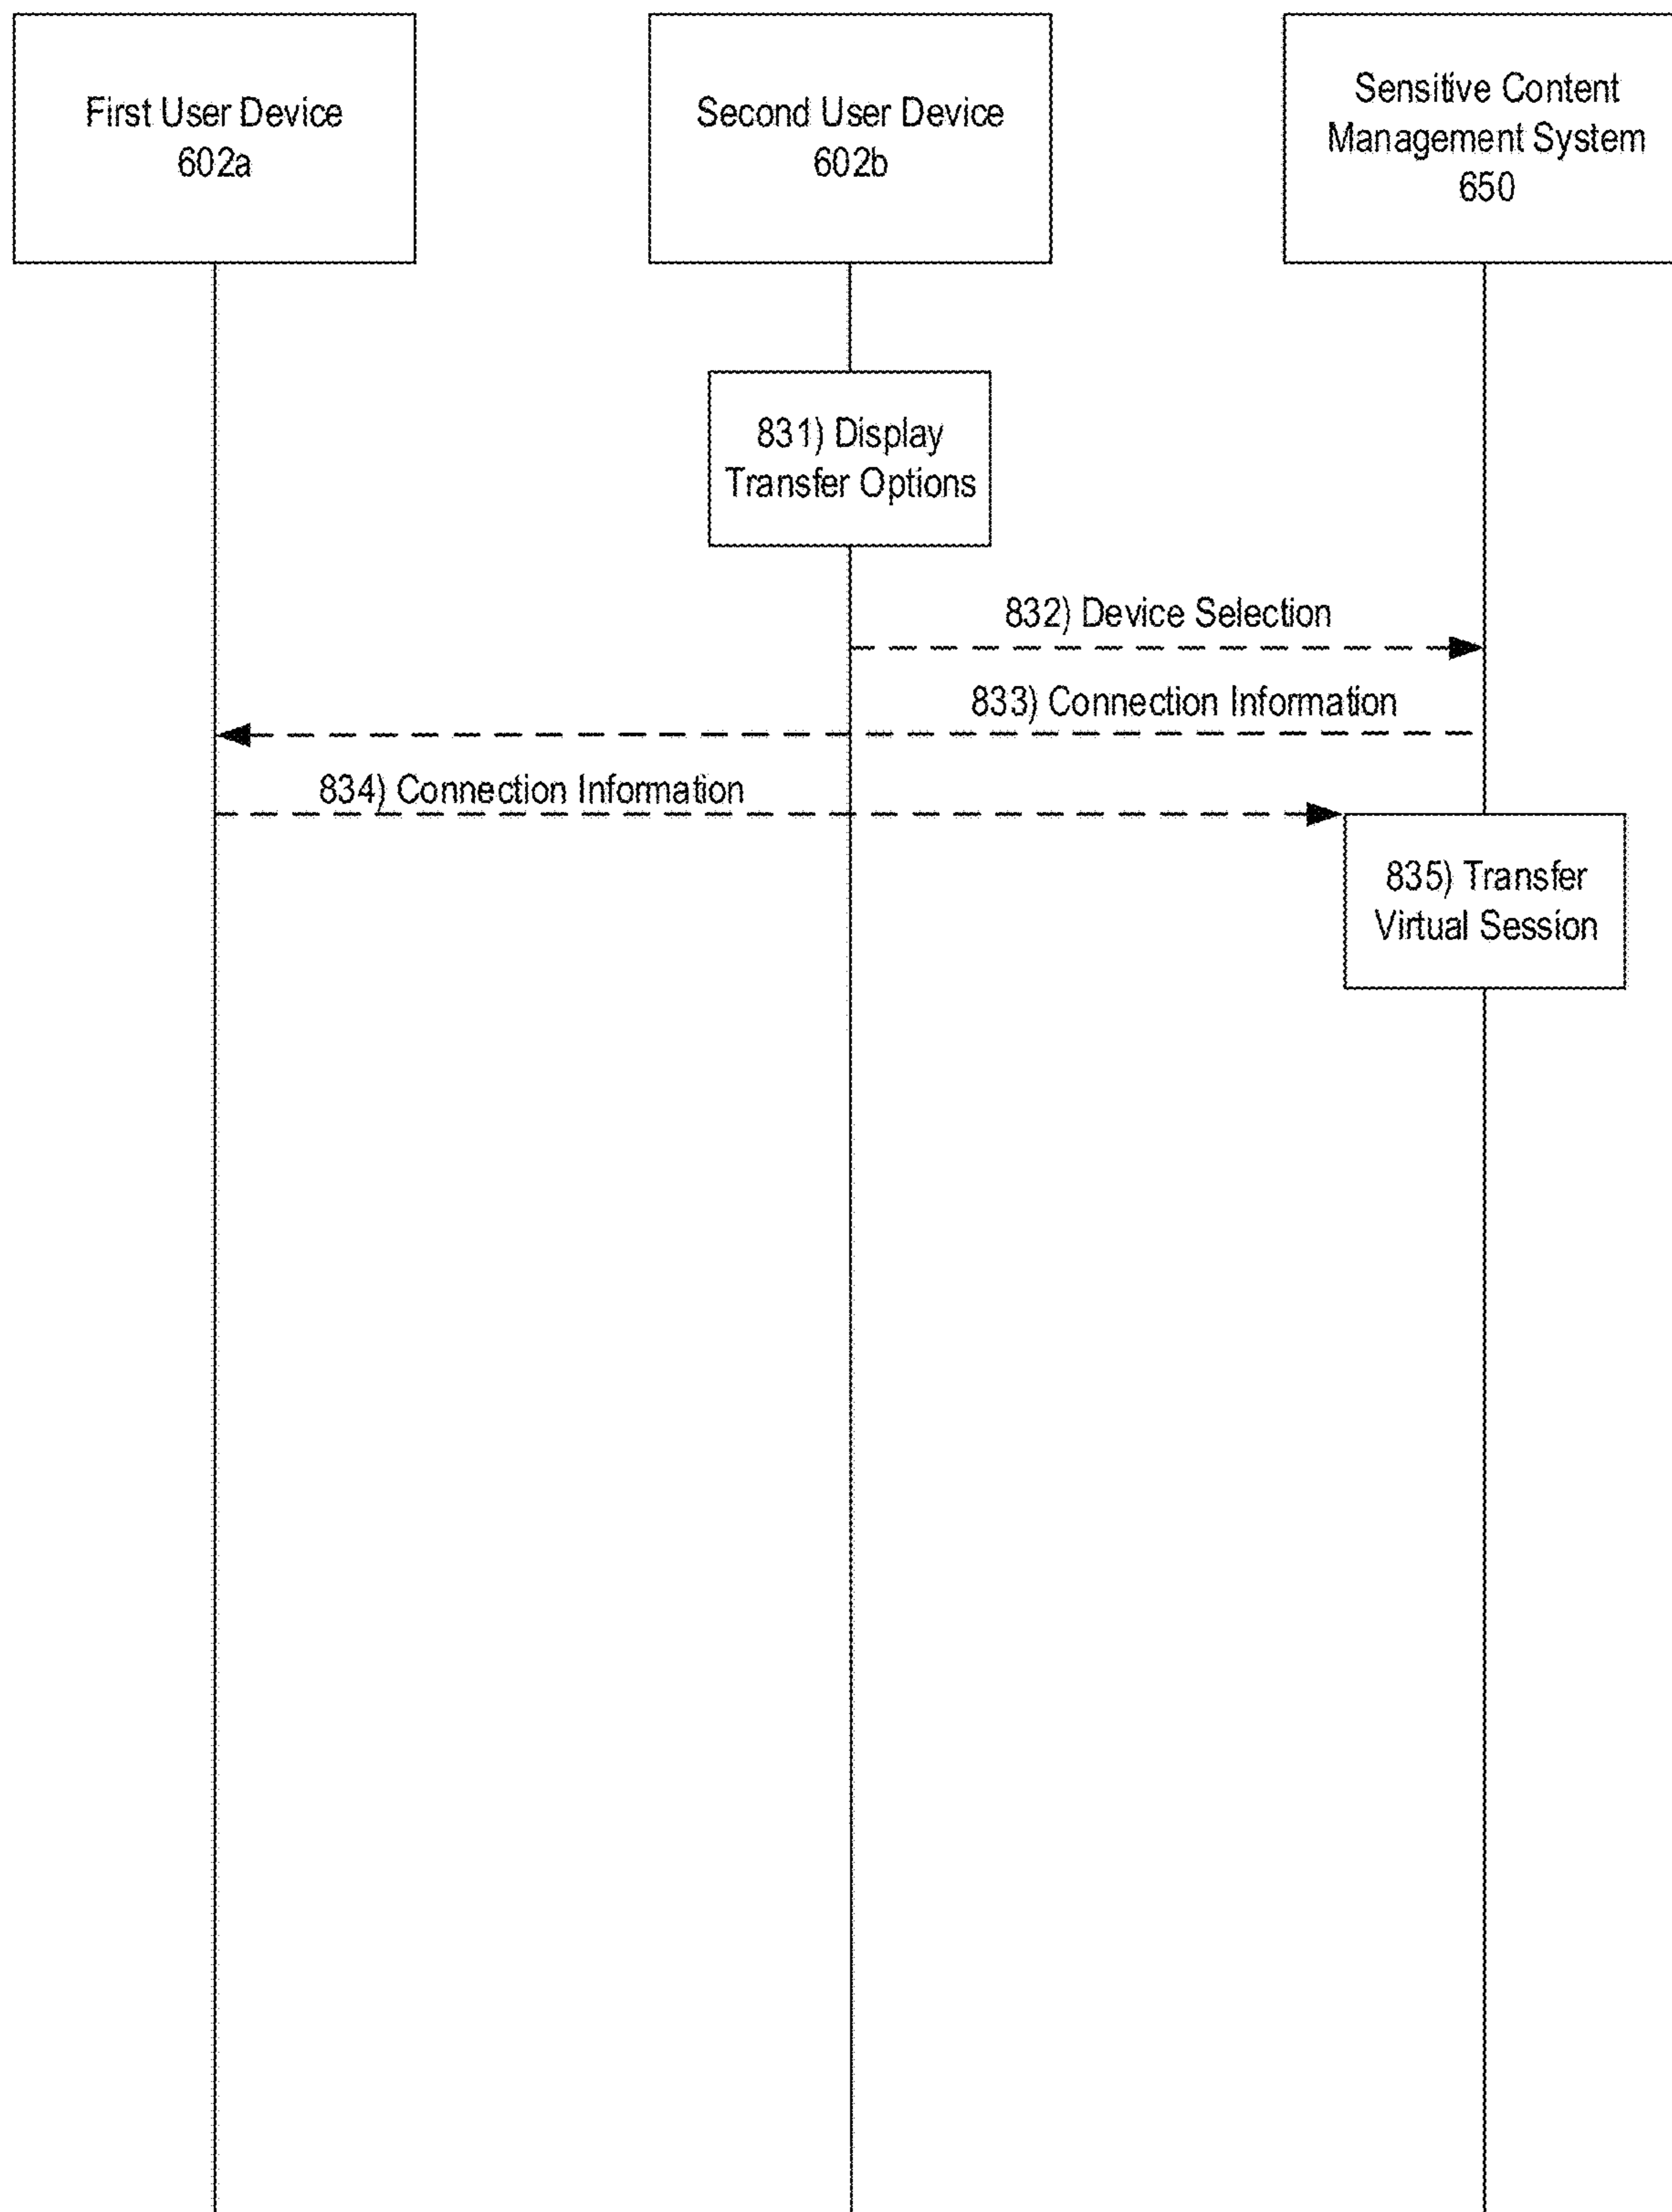 First User Device
602a
Second User Device
602b
Sensitive Content
Management System
650
831) Display
Transfer Options
832) Device Selection
833) Connection Information
834) Connection Information
835) Transfer
Virtual Session